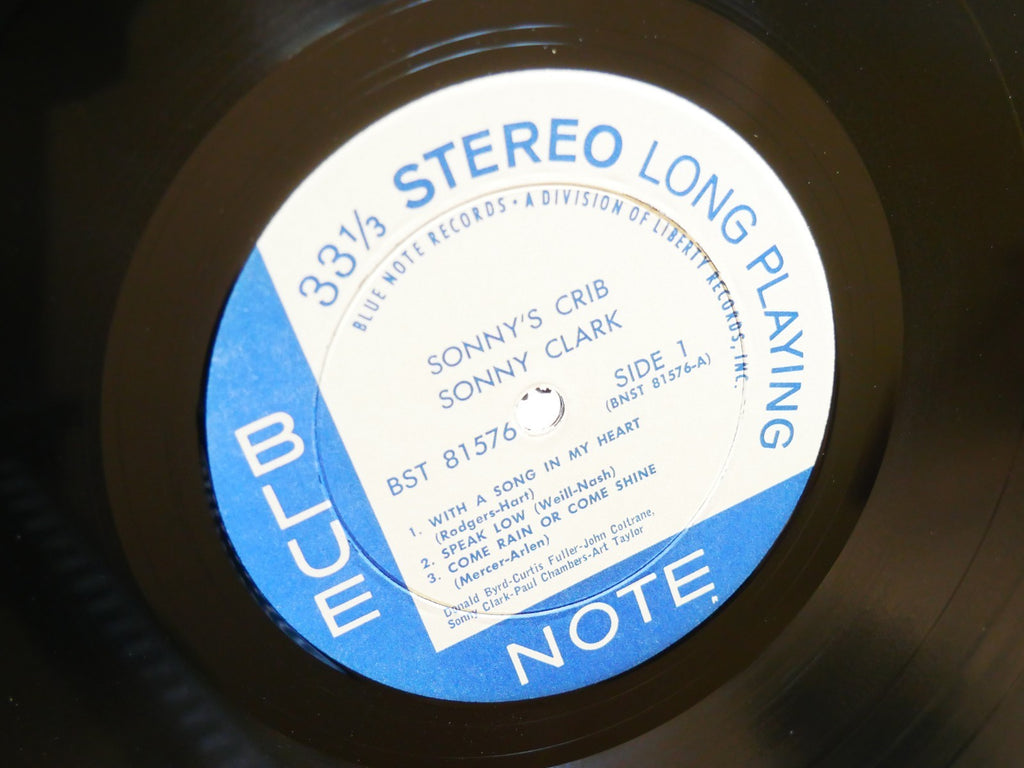 33 1/3 STEREO LONG PLAYING
BLUE NOTE RECORDS • A DIVISION OF LIBERTY RECORDS, INC.
SONNY'S CRIB
SONNY CLARK
SIDE 1
BST 81576
(BNST 81576-A)
1. WITH A SONG IN MY HEART
(Rodgers-Hart)
2. SPEAK LOW (Weill-Nash)
3. COME RAIN OR COME SHINE
(Mercer-Arlen)
Donald Byrd-Curtis Fuller-John Coltrane,
Sonny Clark-Paul Chambers-Art Taylor
BLUE
NOTE